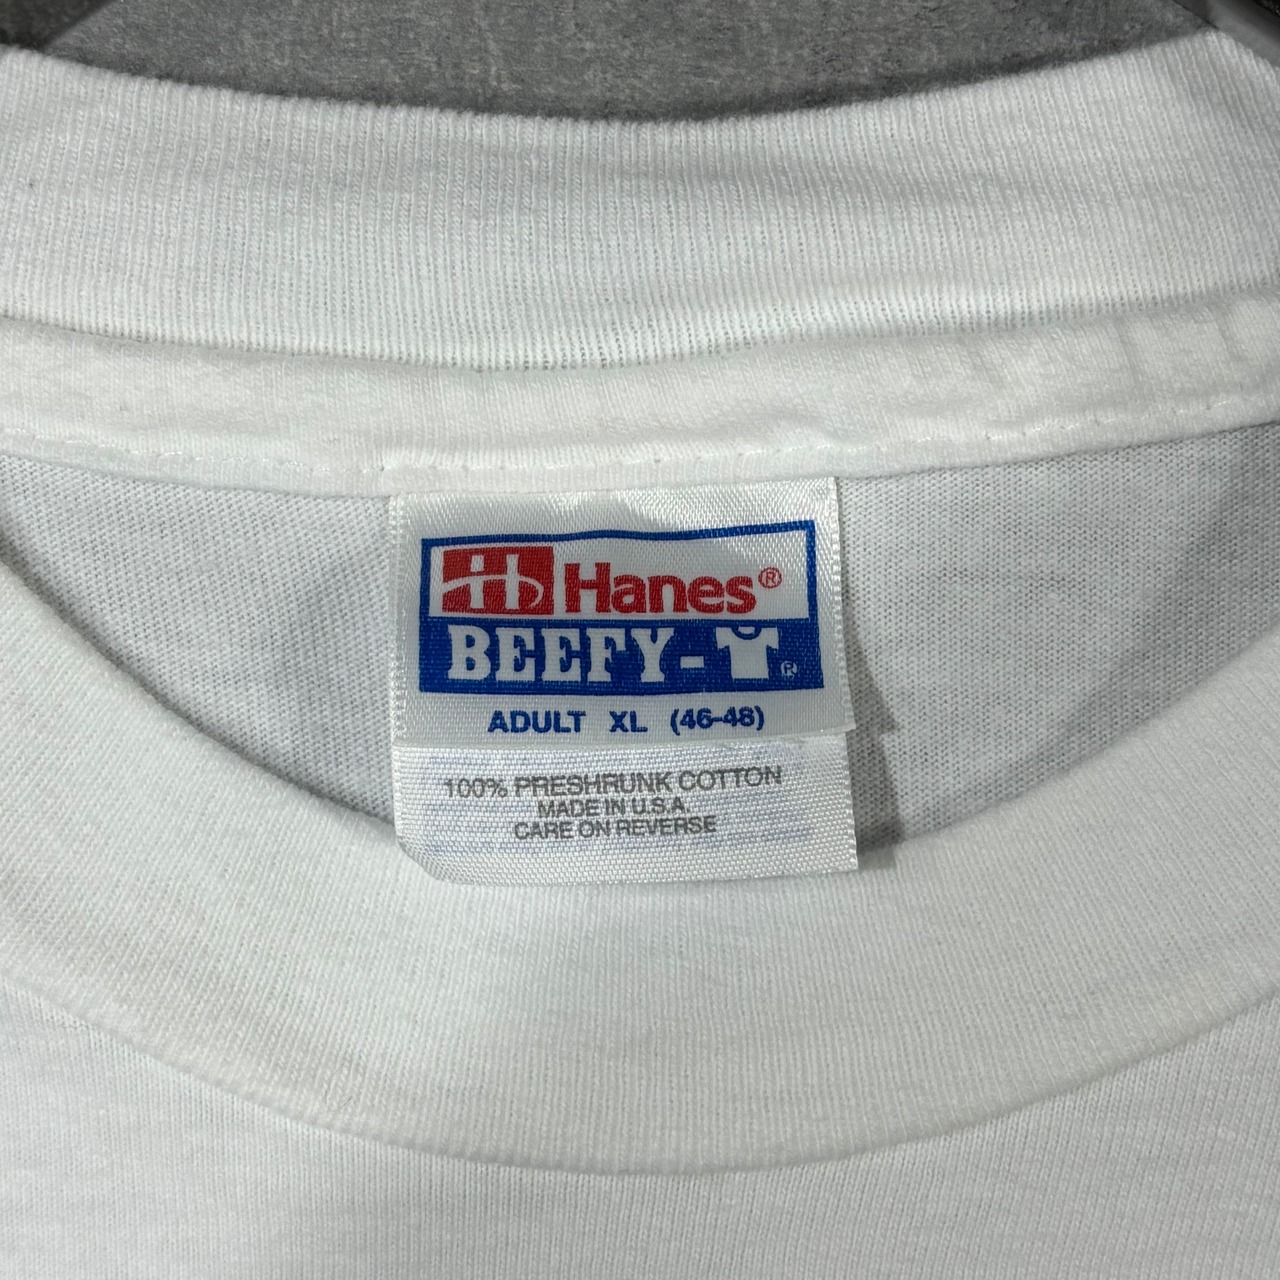 H Hanes®
BEEFY-T®
ADULT XL (46-48)
100% PRESHRUNK COTTON
MADE IN U.S.A.
CARE ON REVERSE